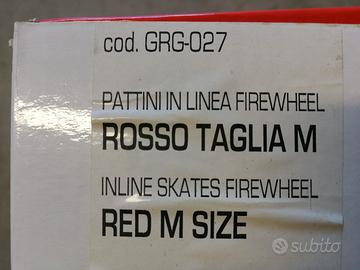 cod. GRG-027
PATTINI IN LINEA FIREWHEEL
ROSSO TAGLIA M
INLINE SKATES FIREWHEEL
RED M SIZE
subito